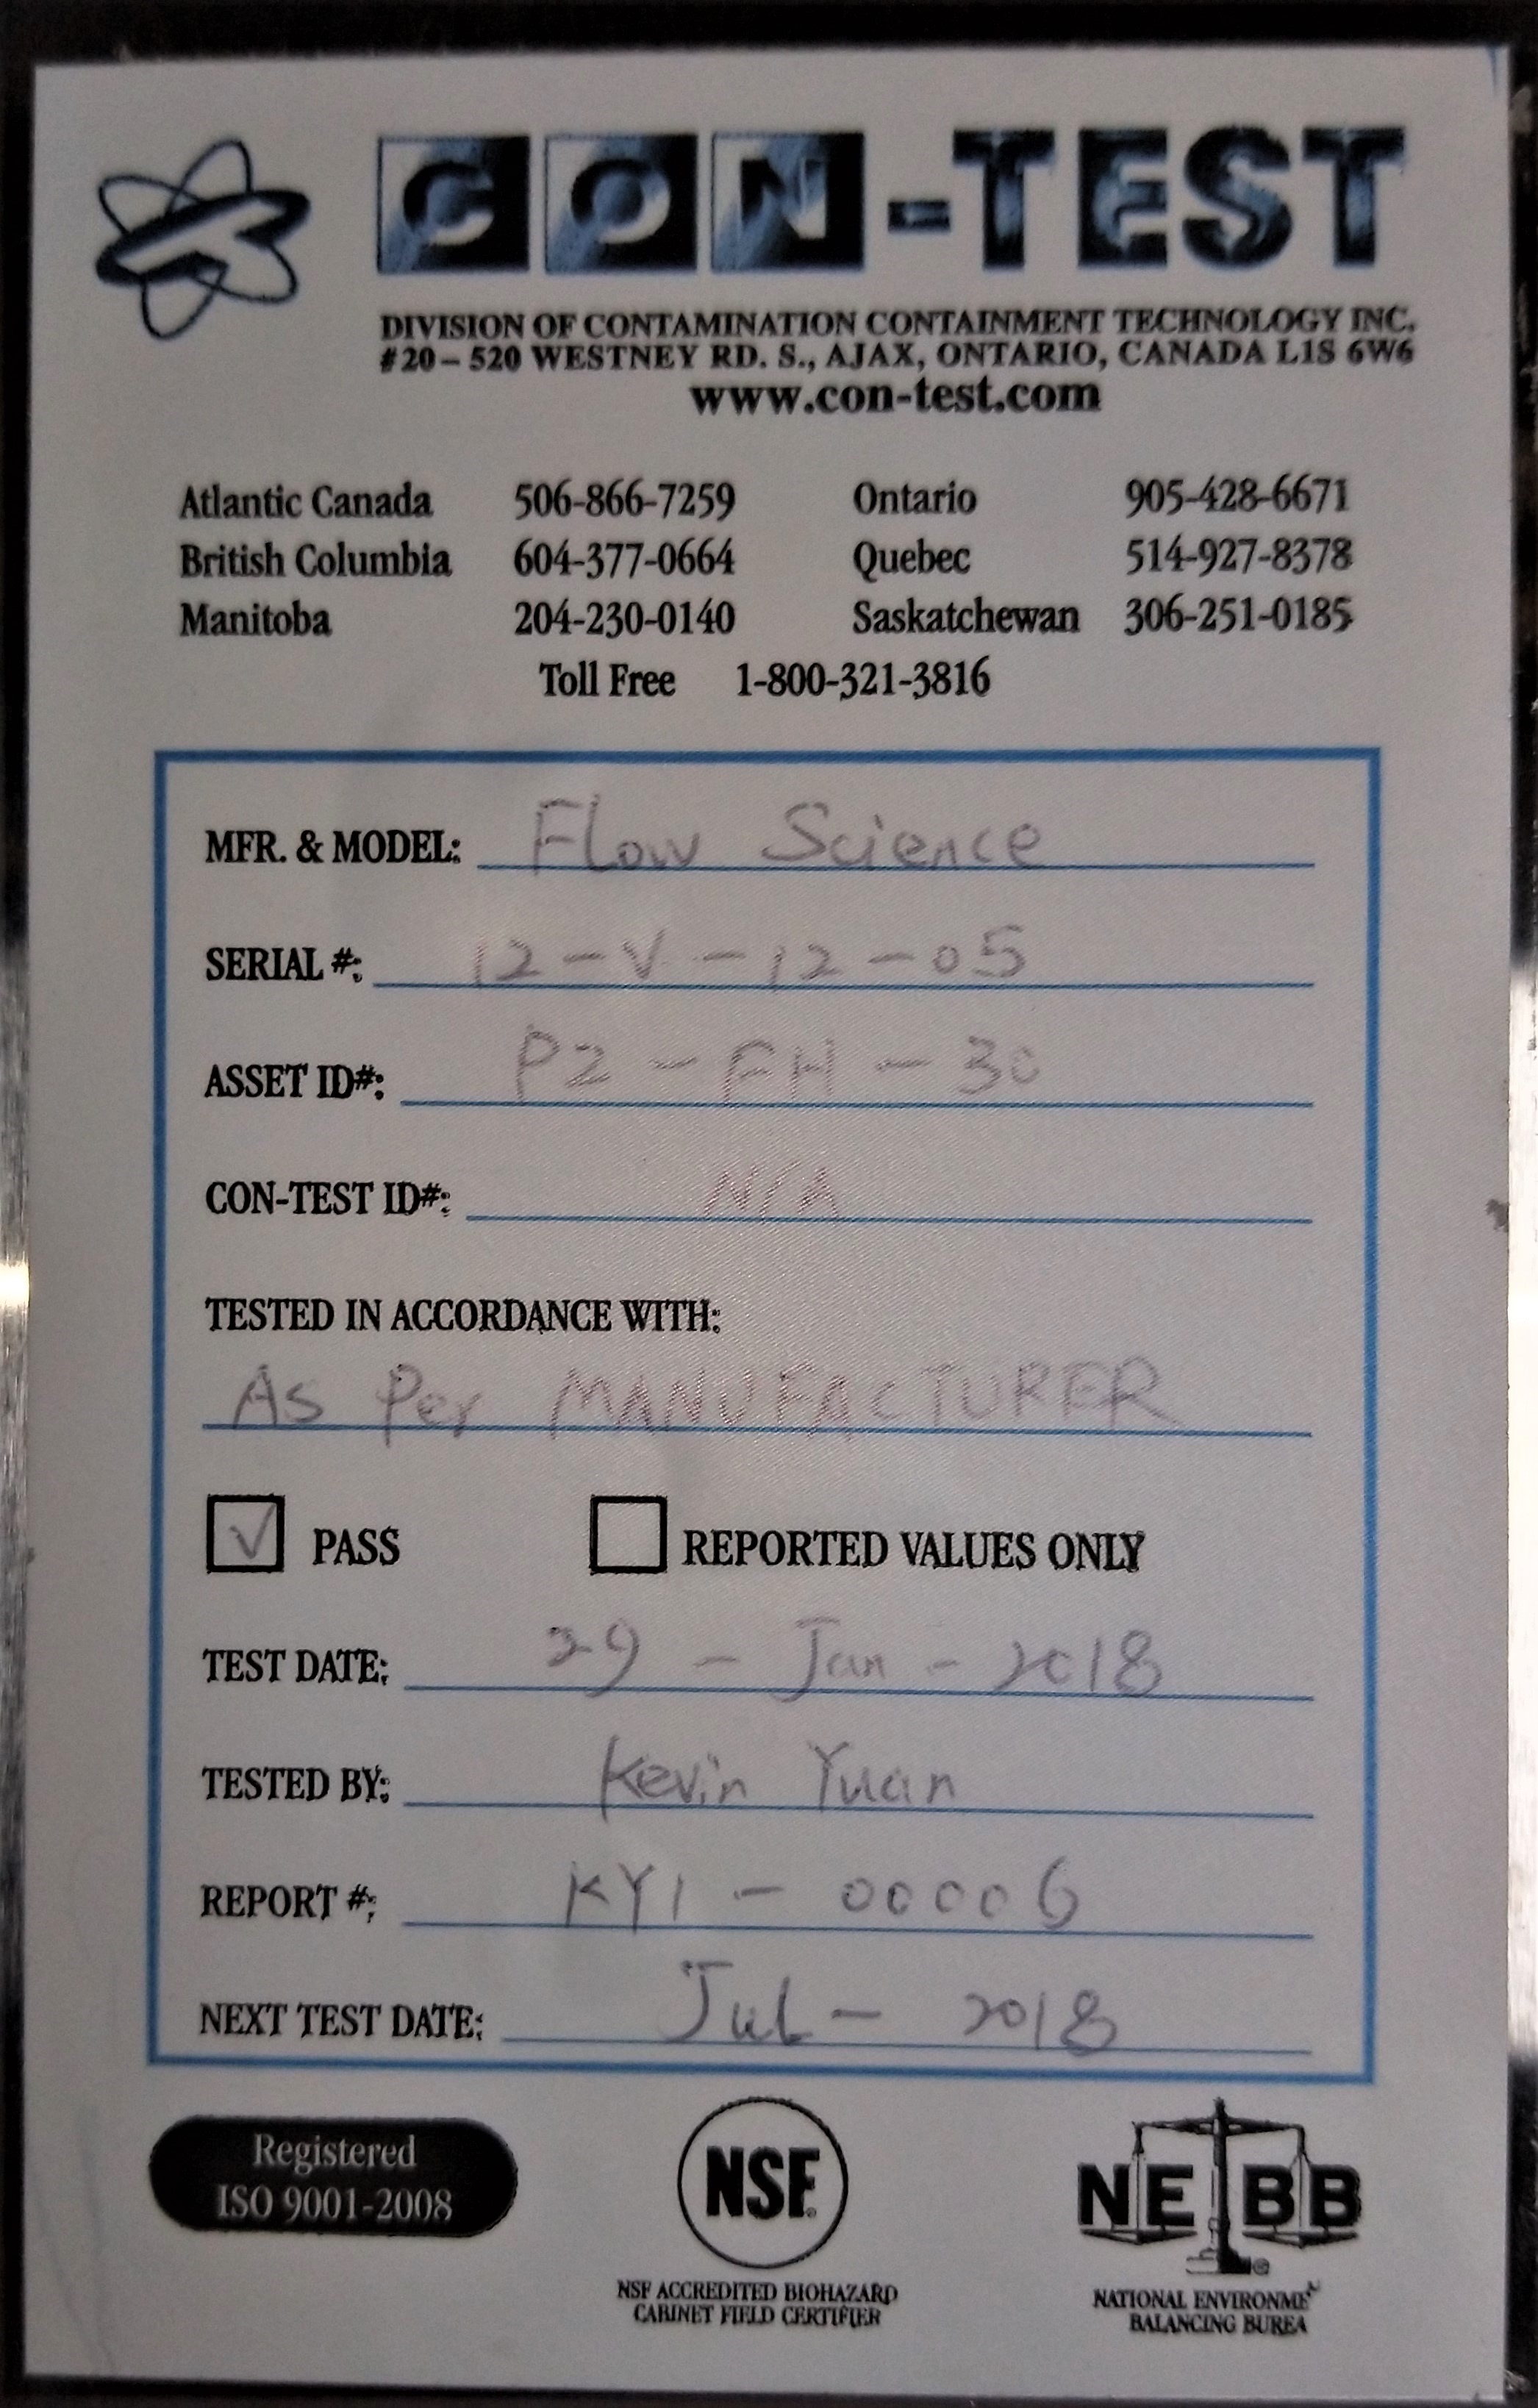 CON-TEST
DIVISION OF CONTAMINATION CONTAINMENT TECHNOLOGY INC.
#20 – 520 WESTNEY RD. S., AJAX, ONTARIO, CANADA L1S 6W6
www.con-test.com
Atlantic Canada 506-866-7259 Ontario 905-428-6671
British Columbia 604-377-0664 Quebec 514-927-8378
Manitoba 204-230-0140 Saskatchewan 306-251-0185
Toll Free 1-800-321-3816
MFR. & MODEL: Flow Science
SERIAL #: 12-V-12-05
ASSET ID#: P2-FH-30
CON-TEST ID#: N/A
TESTED IN ACCORDANCE WITH:
As Per MANUFACTURER
√ PASS REPORTED VALUES ONLY
TEST DATE: 29 - Jan - 2018
TESTED BY: Kevin Yuan
REPORT #: KY1 - 00006
NEXT TEST DATE: Jul - 2018
Registered
ISO 9001-2008
NSF
NSF ACCREDITED BIOHAZARD
CABINET FIELD CERTIFIER
NEBB
NATIONAL ENVIRONME
BALANCING BUREA